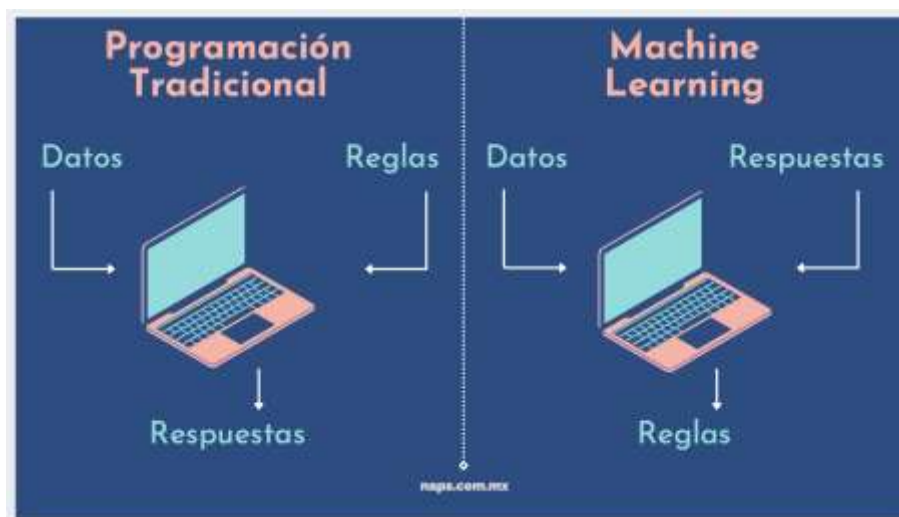 Programación
Tradicional
Datos
Reglas
Respuestas
Machine
Learning
Datos
Respuestas
Reglas
naps.com.mx